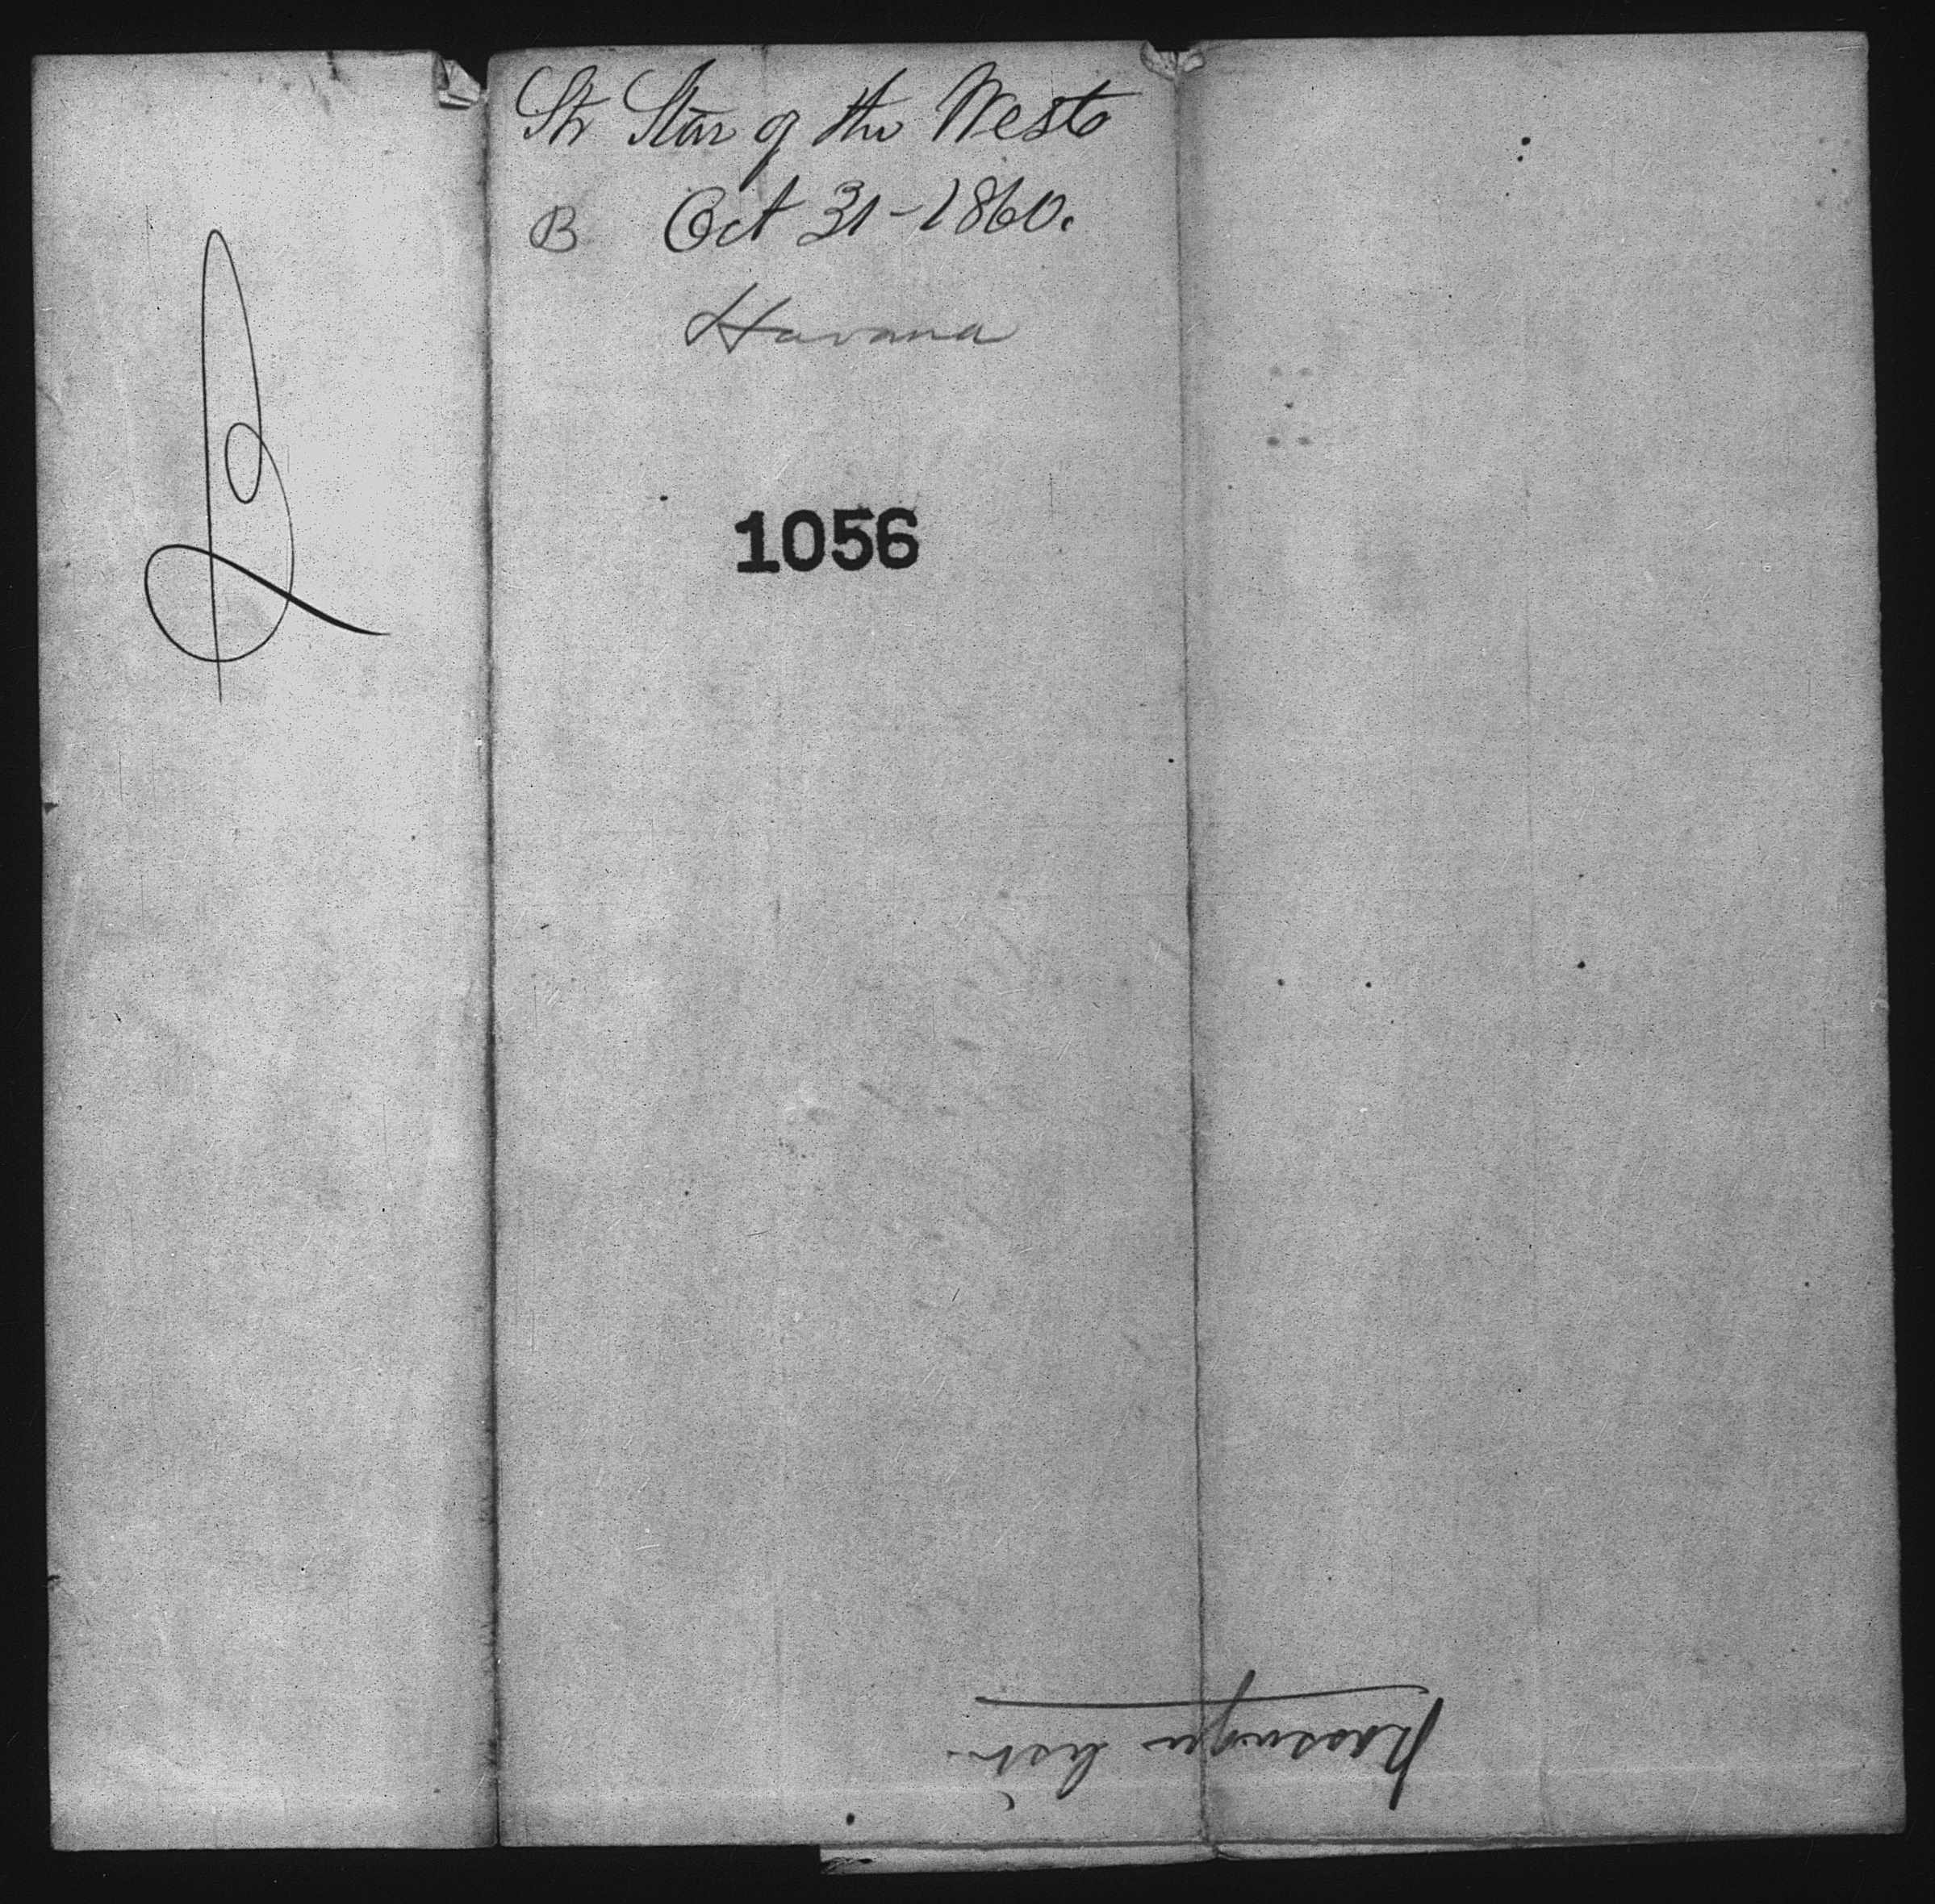 Str Star of the West
B Oct 31-1860.
Havana
1056
Passenger list.